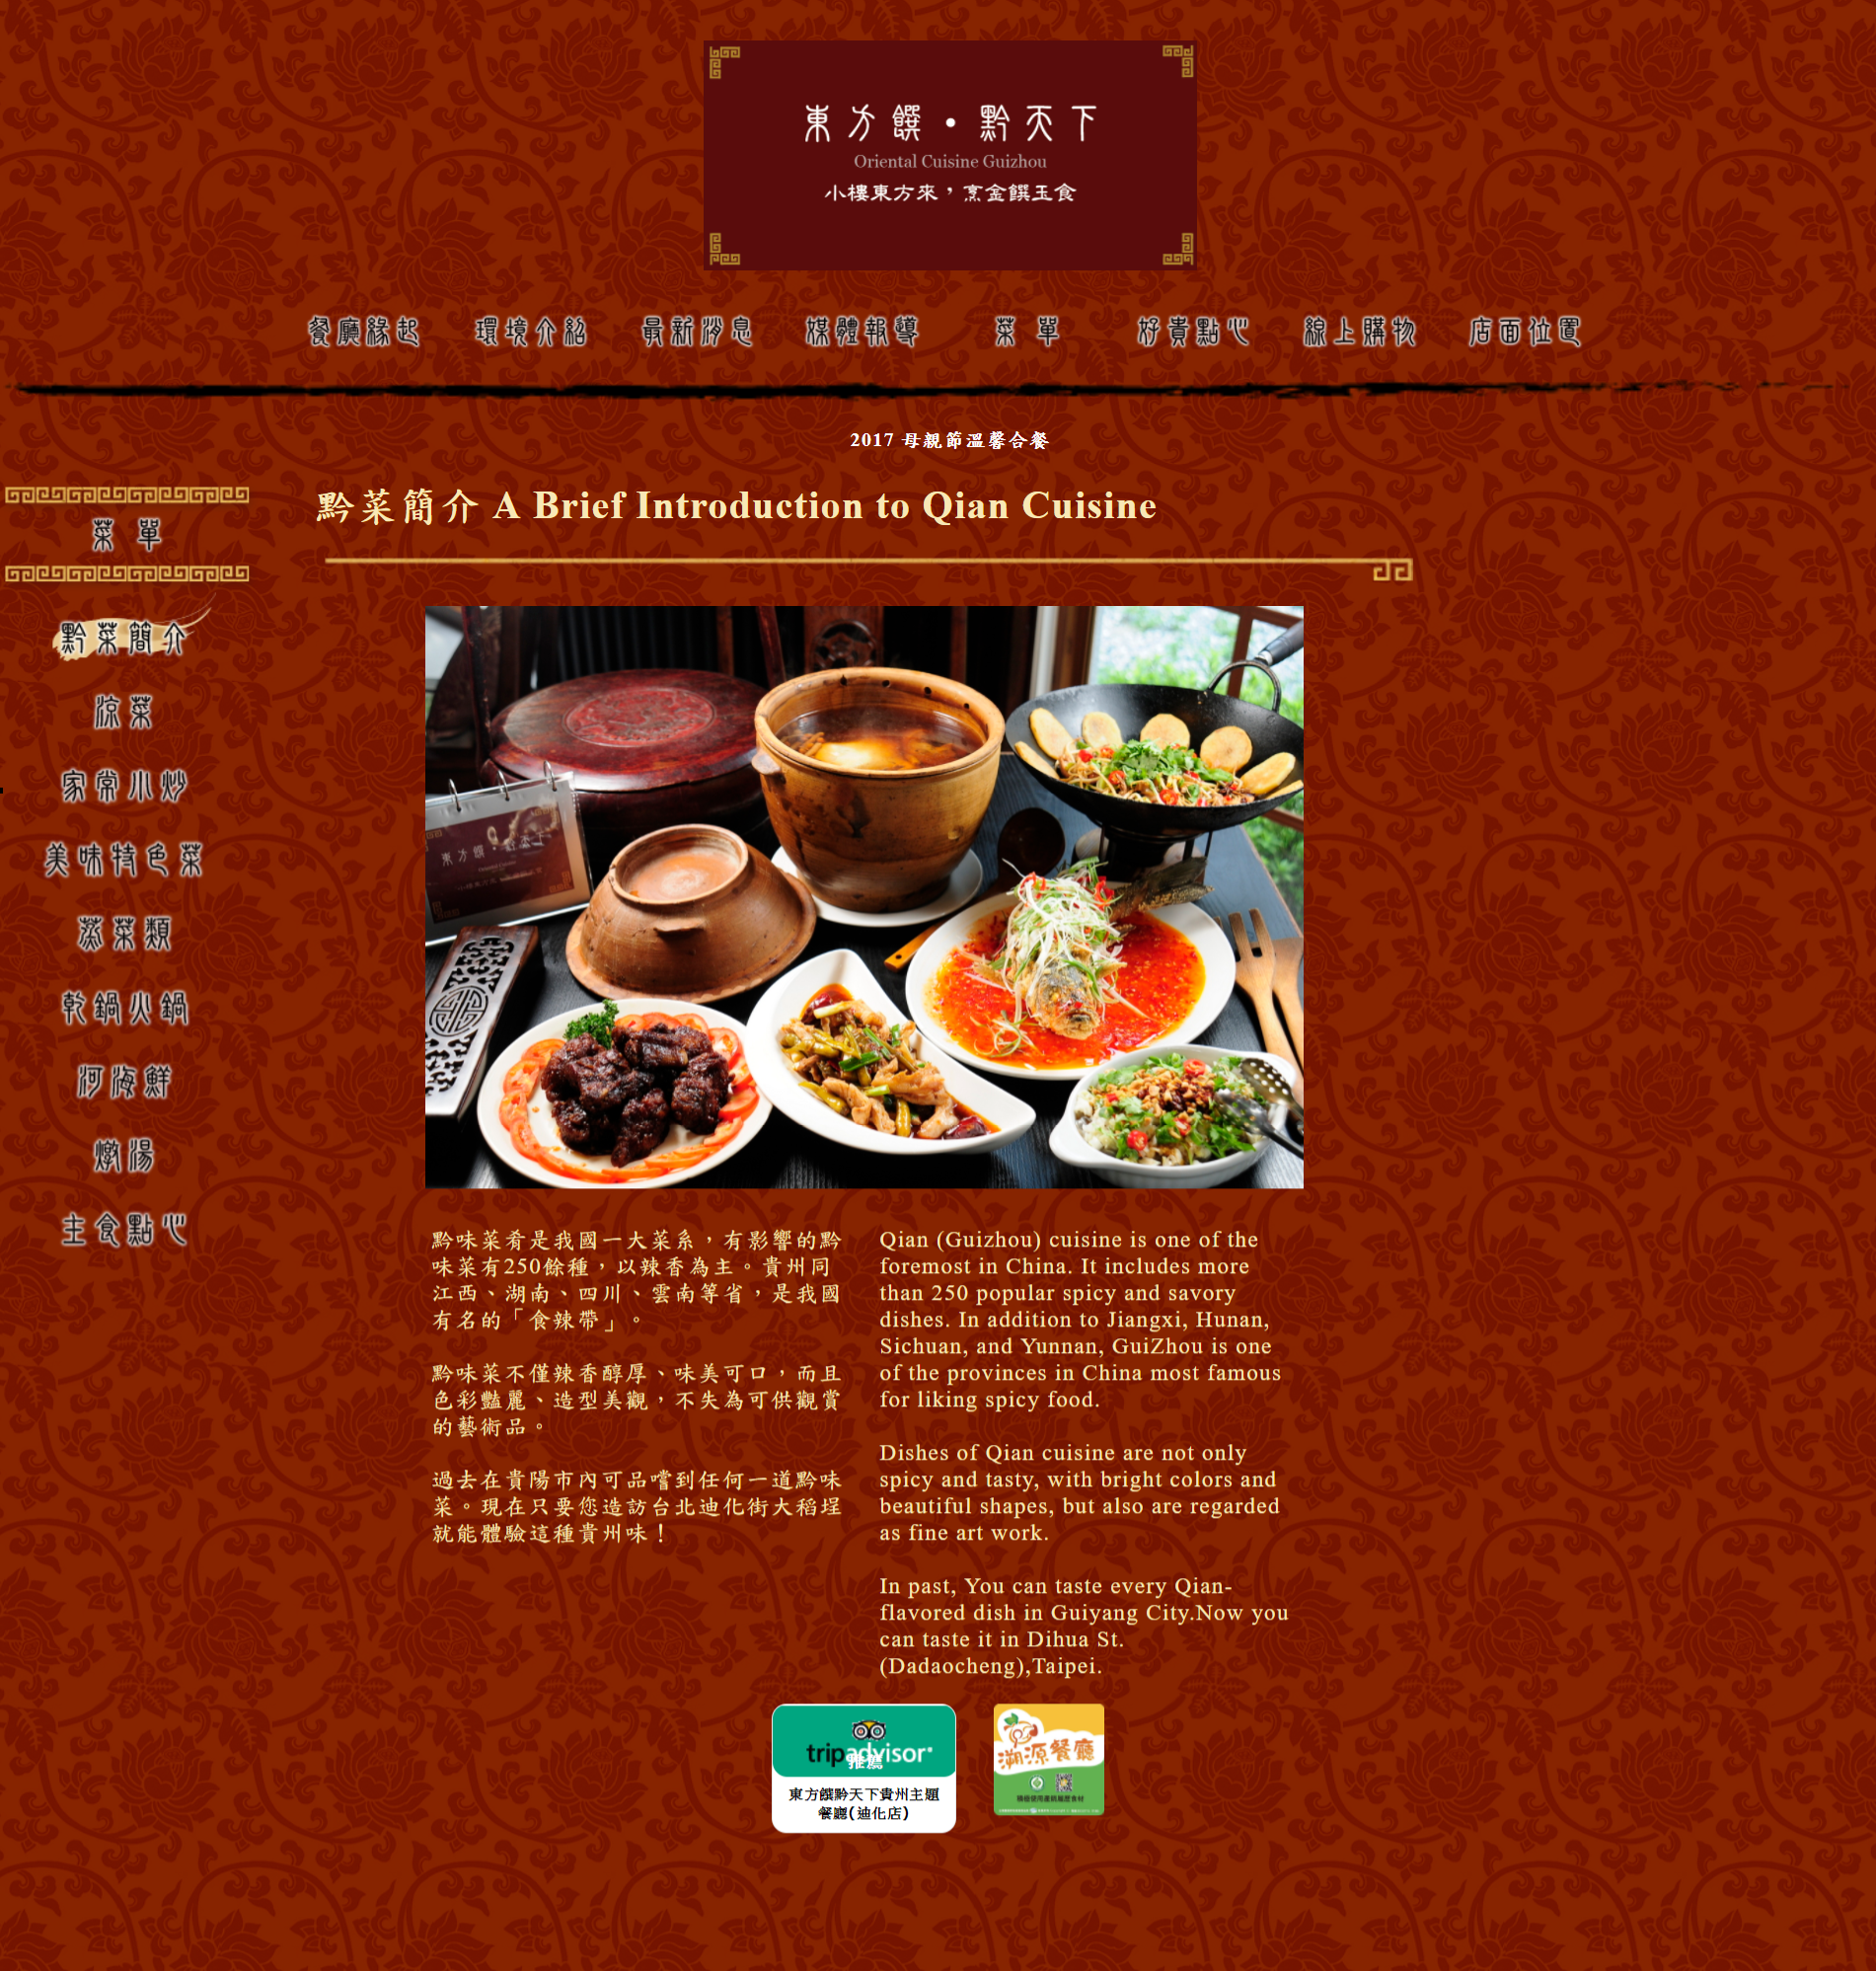 東方饌・黔天下
Oriental Cuisine Guizhou
小樓東方來，烹金饌玉食
餐廳緣起 環境介紹 最新消息 媒體報導 菜單 好貴點心 線上購物 店面位置
2017 母親節溫馨合餐
菜單
黔菜簡介
涼菜
家常小炒
美味特色菜
蒸菜類
乾鍋火鍋
河海鮮
燉湯
主食點心
黔菜簡介 A Brief Introduction to Qian Cuisine
東方饌・黔天下
黔味菜肴是我國一大菜系，有影響的黔
味菜有250餘種，以辣香為主。貴州同
江西、湖南、四川、雲南等省，是我國
有名的「食辣帶」。
黔味菜不僅辣香醇厚、味美可口，而且
色彩豔麗、造型美觀，不失為可供觀賞
的藝術品。
過去在貴陽市內可品嚐到任何一道黔味
菜。現在只要您造訪台北迪化街大稻埕
就能體驗這種貴州味！
Qian (Guizhou) cuisine is one of the
foremost in China. It includes more
than 250 popular spicy and savory
dishes. In addition to Jiangxi, Hunan,
Sichuan, and Yunnan, GuiZhou is one
of the provinces in China most famous
for liking spicy food.
Dishes of Qian cuisine are not only
spicy and tasty, with bright colors and
beautiful shapes, but also are regarded
as fine art work.
In past, You can taste every Qian-
flavored dish in Guiyang City.Now you
can taste it in Dihua St.
(Dadaocheng),Taipei.
tripadvisor®
推薦
東方饌黔天下貴州主題
餐廳(迪化店)
溯源餐廳